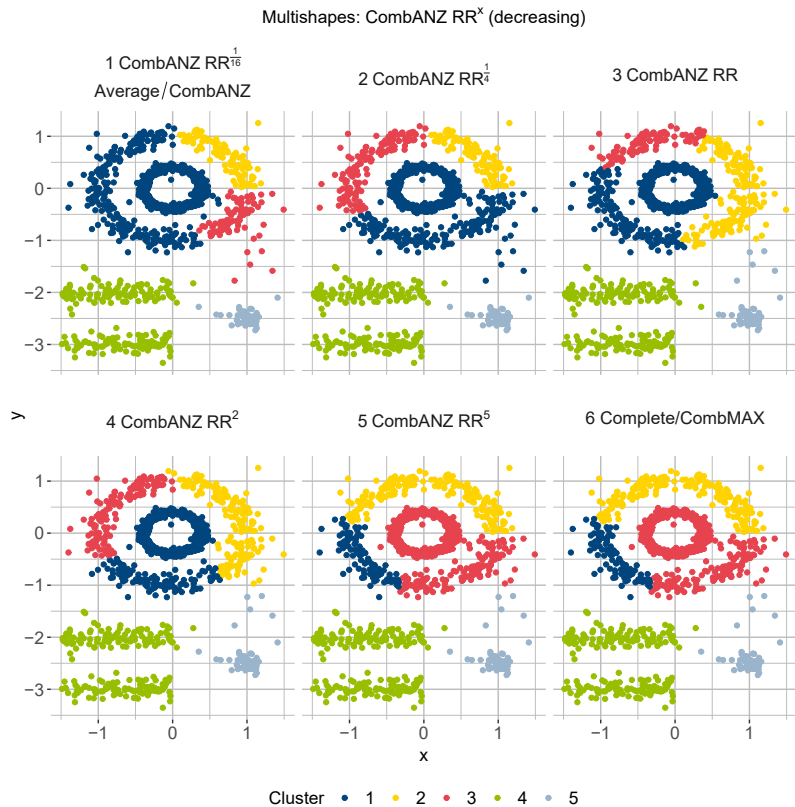 Multishapes: CombANZ RR^x (decreasing)
1 CombANZ RR^(1/16)
Average/CombANZ
2 CombANZ RR^(1/4)
3 CombANZ RR
1
0
−1
−2
−3
4 CombANZ RR^2
5 CombANZ RR^5
6 Complete/CombMAX
y
1
0
−1
−2
−3
−1 0 1 −1 0 1 −1 0 1
x
Cluster 1 2 3 4 5